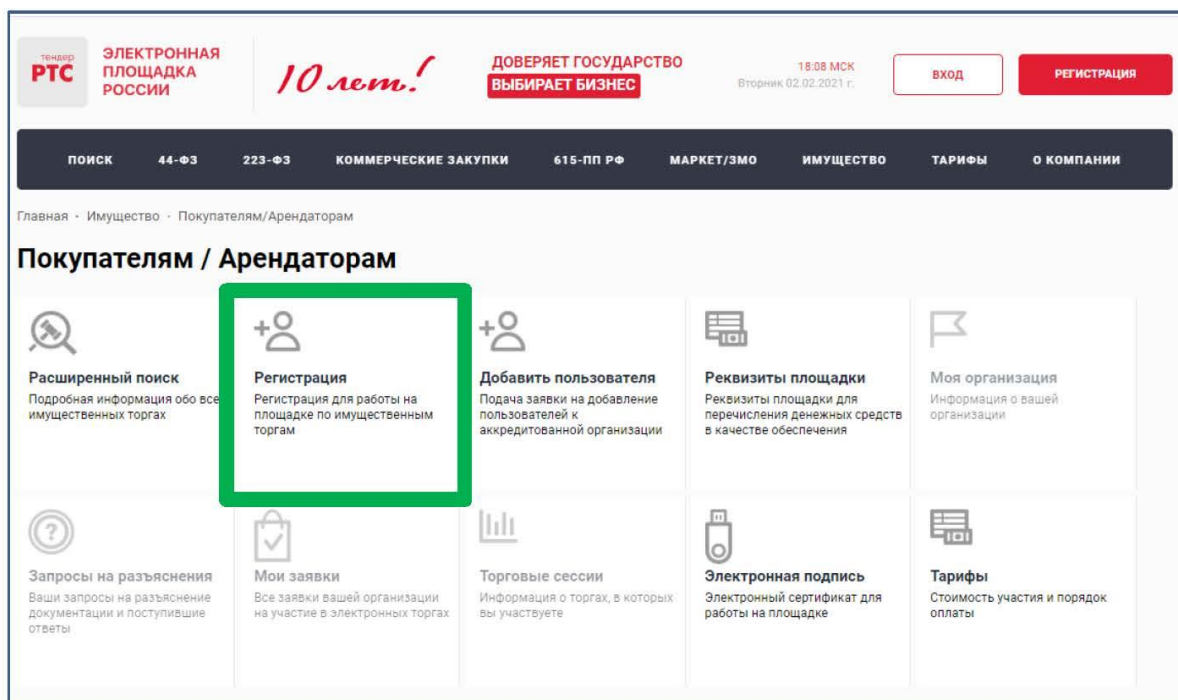 тендер
РТС
ЭЛЕКТРОННАЯ
ПЛОЩАДКА
РОССИИ
10 лет!
ДОВЕРЯЕТ ГОСУДАРСТВО
ВЫБИРАЕТ БИЗНЕС
18:08 МСК
Вторник 02.02.2021 г.
ВХОД
РЕГИСТРАЦИЯ
ПОИСК 44-ФЗ 223-ФЗ КОММЕРЧЕСКИЕ ЗАКУПКИ 615-ПП РФ МАРКЕТ/ЗМО ИМУЩЕСТВО ТАРИФЫ О КОМПАНИИ
Главная · Имущество · Покупателям/Арендаторам
Покупателям / Арендаторам
Расширенный поиск
Подробная информация обо все
имущественных торгах
Регистрация
Регистрация для работы на
площадке по имущественным
торгам
Добавить пользователя
Подача заявки на добавление
пользователей к
аккредитованной организации
Реквизиты площадки
Реквизиты площадки для
перечисления денежных средств
в качестве обеспечения
Моя организация
Информация о вашей
организации
Запросы на разъяснения
Ваши запросы на разъяснение
документации и поступившие
ответы
Мои заявки
Все заявки вашей организации
на участие в электронных торгах
Торговые сессии
Информация о торгах, в которых
вы участвуете
Электронная подпись
Электронный сертификат для
работы на площадке
Тарифы
Стоимость участия и порядок
оплаты